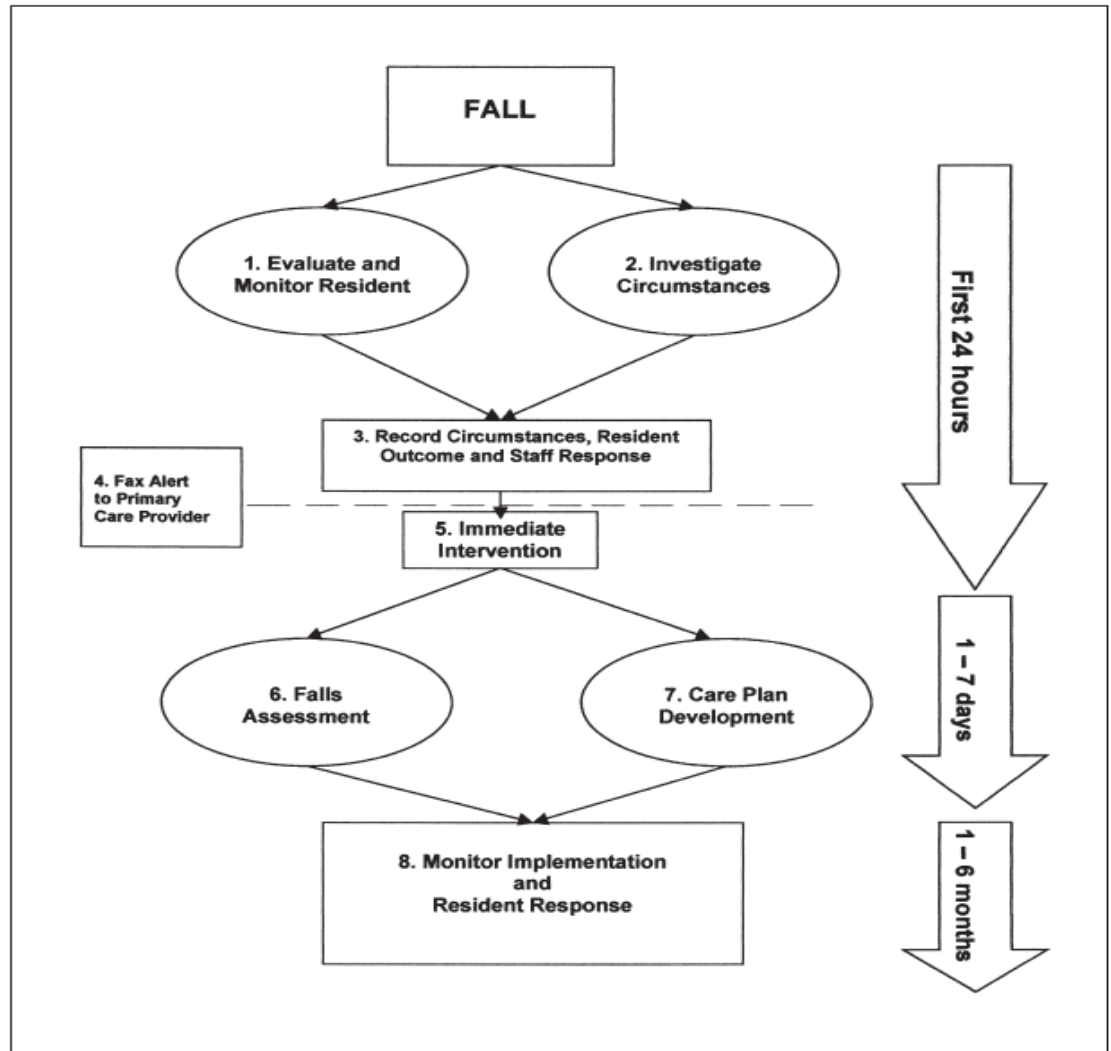 FALL
1. Evaluate and
Monitor Resident
2. Investigate
Circumstances
3. Record Circumstances, Resident
Outcome and Staff Response
4. Fax Alert
to Primary
Care Provider
5. Immediate
Intervention
6. Falls
Assessment
7. Care Plan
Development
8. Monitor Implementation
and
Resident Response
First 24 hours
1 – 7 days
1 – 6 months